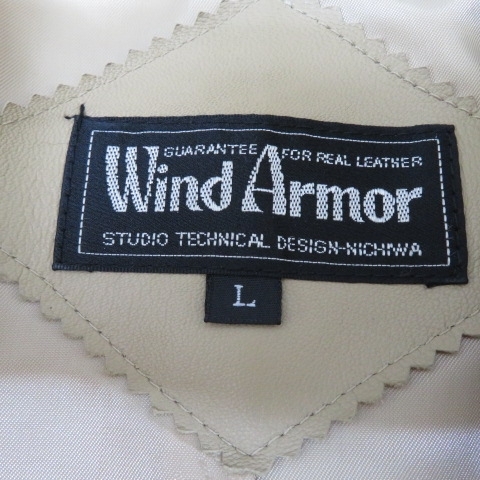 GUARANTEE FOR REAL LEATHER
Wind Armor
STUDIO TECHNICAL DESIGN-NICHIWA
L